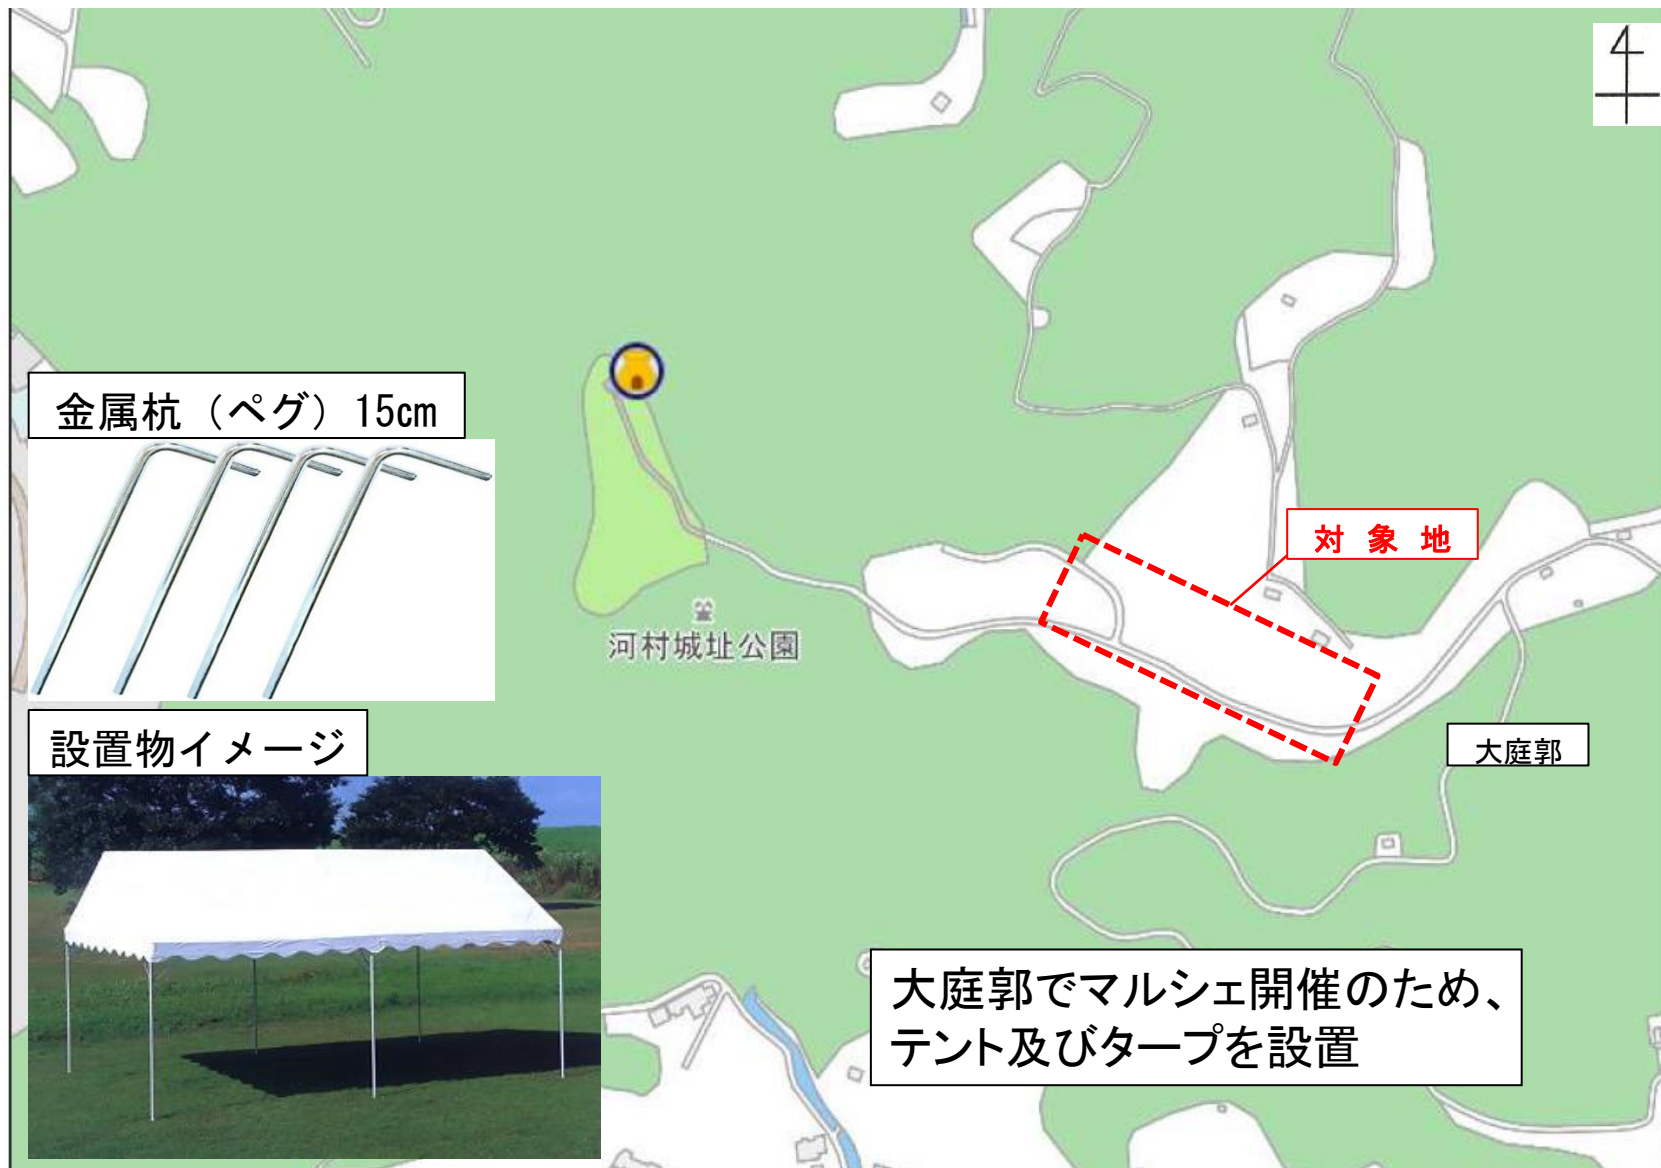 金属杭（ペグ）15cm
対 象 地
河村城址公園
設置物イメージ
大庭郭
大庭郭でマルシェ開催のため、
テント及びタープを設置